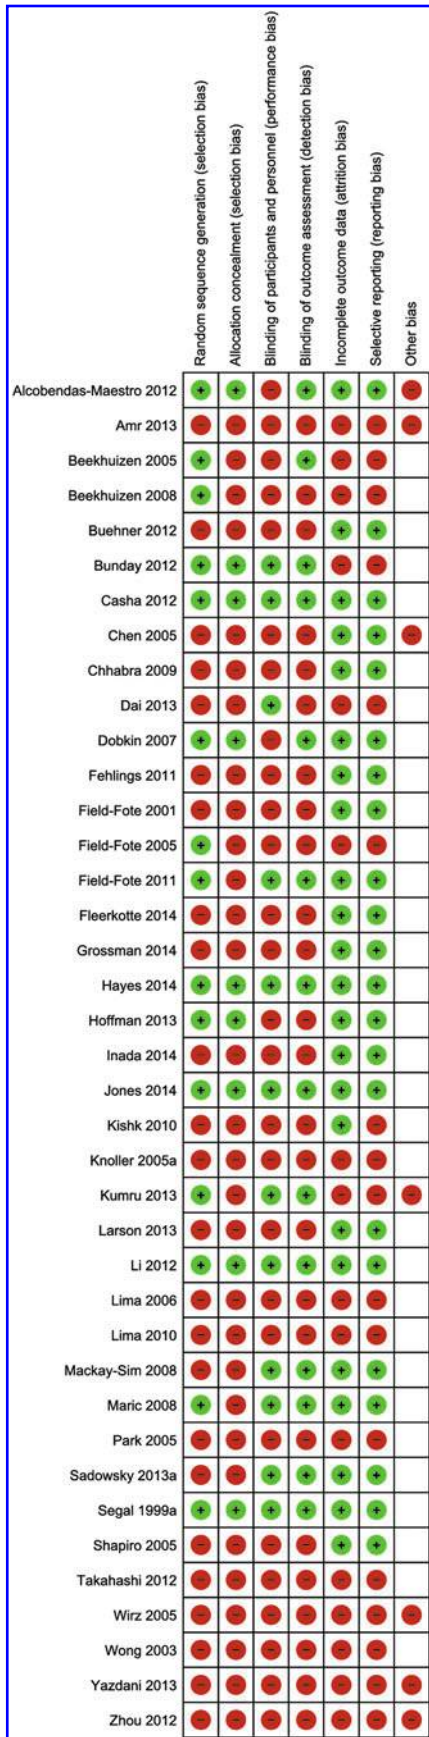 Random sequence generation (selection bias)
Allocation concealment (selection bias)
Blinding of participants and personnel (performance bias)
Blinding of outcome assessment (detection bias)
Incomplete outcome data (attrition bias)
Selective reporting (reporting bias)
Other bias
Alcobendas-Maestro 2012 + + - + + + -
Amr 2013 - - - - - - -
Beekhuizen 2005 + - - + - -
Beekhuizen 2008 + - - - - -
Buehner 2012 - - - - + +
Bunday 2012 + + + + - -
Casha 2012 + + + + + +
Chen 2005 - - - - + + -
Chhabra 2009 - - - - + +
Dai 2013 - - + - - -
Dobkin 2007 + + - + + +
Fehlings 2011 - - - - + +
Field-Fote 2001 - - - - + +
Field-Fote 2005 + - - - - -
Field-Fote 2011 + - + + + +
Fleerkotte 2014 - - - - + +
Grossman 2014 - - - - + +
Hayes 2014 + + + + + +
Hoffman 2013 + + - - + +
Inada 2014 - - - - + +
Jones 2014 + + + + + +
Kishk 2010 - - - - + -
Knoller 2005a - - - - - -
Kumru 2013 + - + + - - -
Larson 2013 - - - - + +
Li 2012 + + + + + +
Lima 2006 - - - - - -
Lima 2010 - - - - - -
Mackay-Sim 2008 - - + + + +
Maric 2008 + - + + + +
Park 2005 - - - - - -
Sadowsky 2013a - - + + + +
Segal 1999a + + + + + +
Shapiro 2005 - - - - + +
Takahashi 2012 - - - - - -
Wirz 2005 - - - - - - -
Wong 2003 - - - - - -
Yazdani 2013 - - - - - - -
Zhou 2012 - - - - - - -